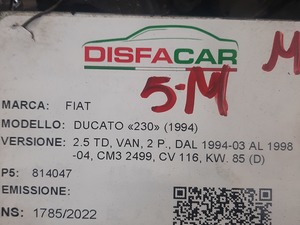 DISFACAR
5-M
M
MARCA: FIAT
MODELLO: DUCATO «230» (1994)
VERSIONE: 2.5 TD, VAN, 2 P., DAL 1994-03 AL 1998
-04, CM3 2499, CV 116, KW. 85 (D)
P5: 814047
EMISSIONE:
NS: 1785/2022